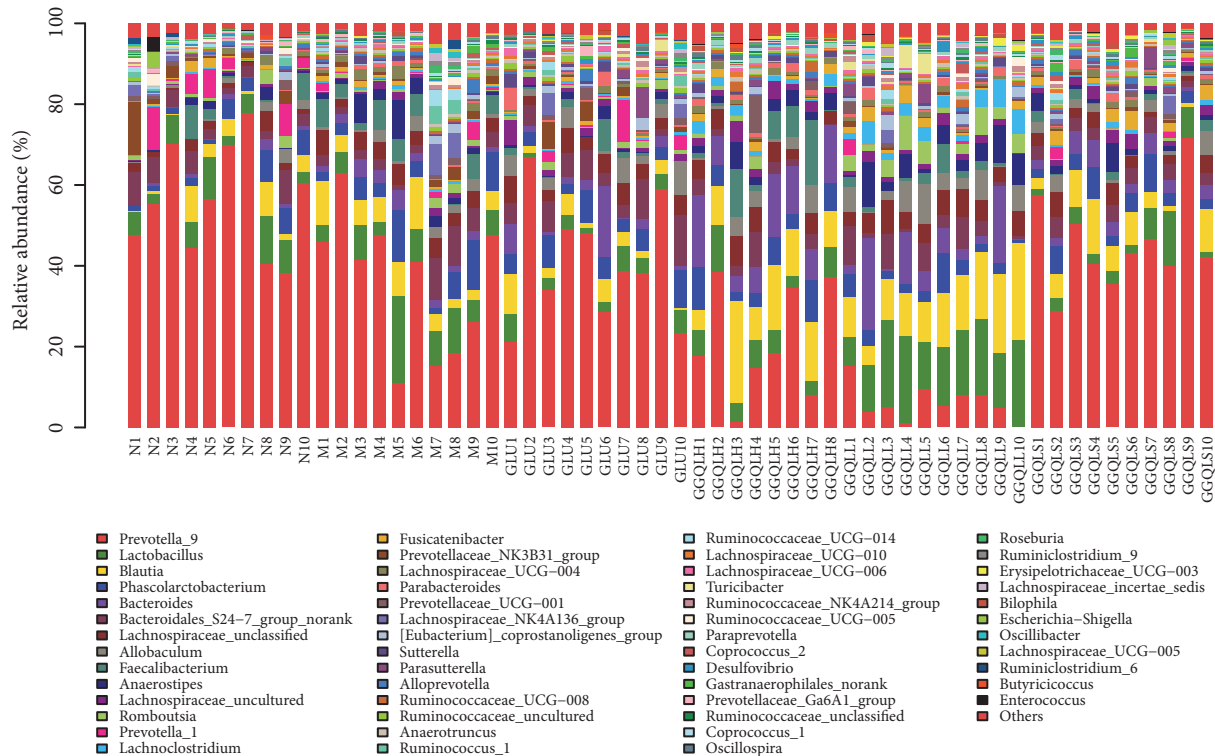 Relative abundance (%)
100
80
60
40
20
0
N1 N2 N3 N4 N5 N6 N7 N8 N9 N10 M1 M2 M3 M4 M5 M6 M7 M8 M9 M10 GLU1 GLU2 GLU3 GLU4 GLU5 GLU6 GLU7 GLU8 GLU9 GLU10 GGQLH1 GGQLH2 GGQLH3 GGQLH4 GGQLH5 GGQLH6 GGQLH7 GGQLH8 GGQLL1 GGQLL2 GGQLL3 GGQLL4 GGQLL5 GGQLL6 GGQLL7 GGQLL8 GGQLL9 GGQLL10 GGQLS1 GGQLS2 GGQLS3 GGQLS4 GGQLS5 GGQLS6 GGQLS7 GGQLS8 GGQLS9 GGQLS10
Prevotella_9
Lactobacillus
Blautia
Phascolarctobacterium
Bacteroides
Bacteroidales_S24−7_group_norank
Lachnospiraceae_unclassified
Allobaculum
Faecalibacterium
Anaerostipes
Lachnospiraceae_uncultured
Romboutsia
Prevotella_1
Lachnoclostridium
Fusicatenibacter
Prevotellaceae_NK3B31_group
Lachnospiraceae_UCG−004
Parabacteroides
Prevotellaceae_UCG−001
Lachnospiraceae_NK4A136_group
[Eubacterium]_coprostanoligenes_group
Sutterella
Parasutterella
Alloprevotella
Ruminococcaceae_UCG−008
Ruminococcaceae_uncultured
Anaerotruncus
Ruminococcus_1
Ruminococcaceae_UCG−014
Lachnospiraceae_UCG−010
Lachnospiraceae_UCG−006
Turicibacter
Ruminococcaceae_NK4A214_group
Ruminococcaceae_UCG−005
Paraprevotella
Coprococcus_2
Desulfovibrio
Gastranaerophilales_norank
Prevotellaceae_Ga6A1_group
Ruminococcaceae_unclassified
Coprococcus_1
Oscillospira
Roseburia
Ruminiclostridium_9
Erysipelotrichaceae_UCG−003
Lachnospiraceae_incertae_sedis
Bilophila
Escherichia−Shigella
Oscillibacter
Lachnospiraceae_UCG−005
Ruminiclostridium_6
Butyricicoccus
Enterococcus
Others